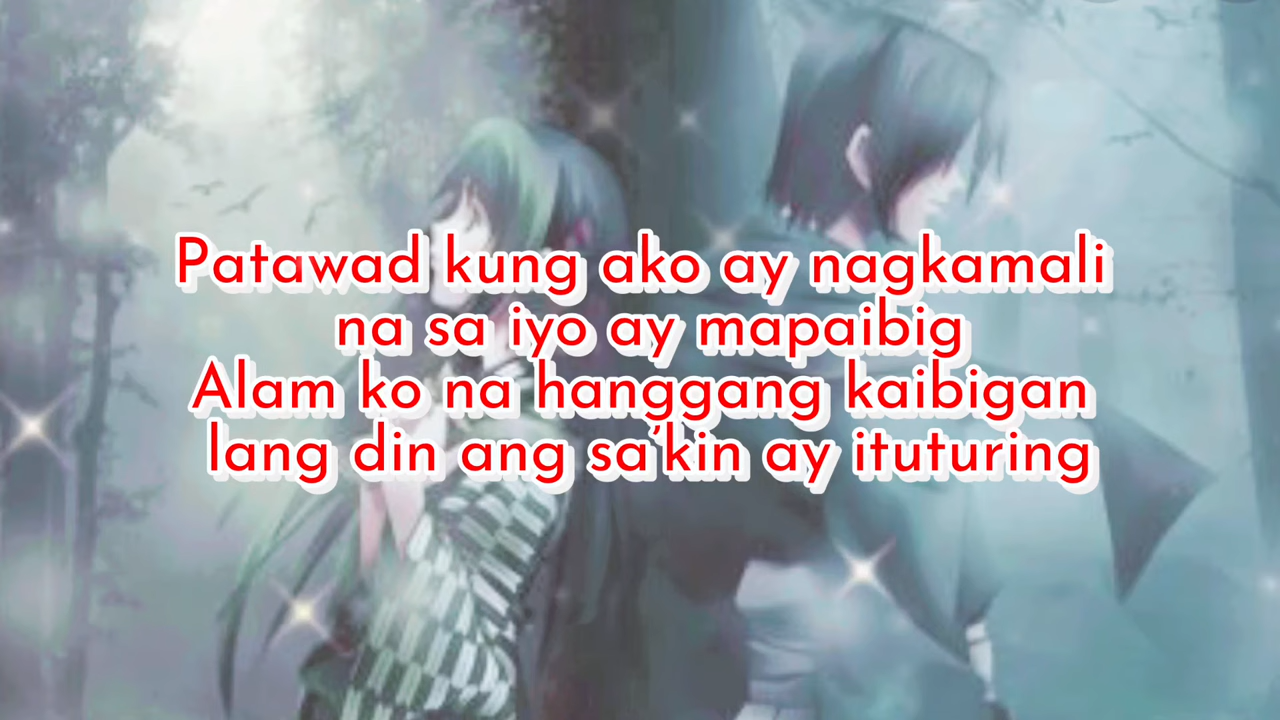 Patawad kung ako ay nagkamali
na sa iyo ay mapaibig
Alam ko na hanggang kaibigan
lang din ang sa'kin ay ituturing